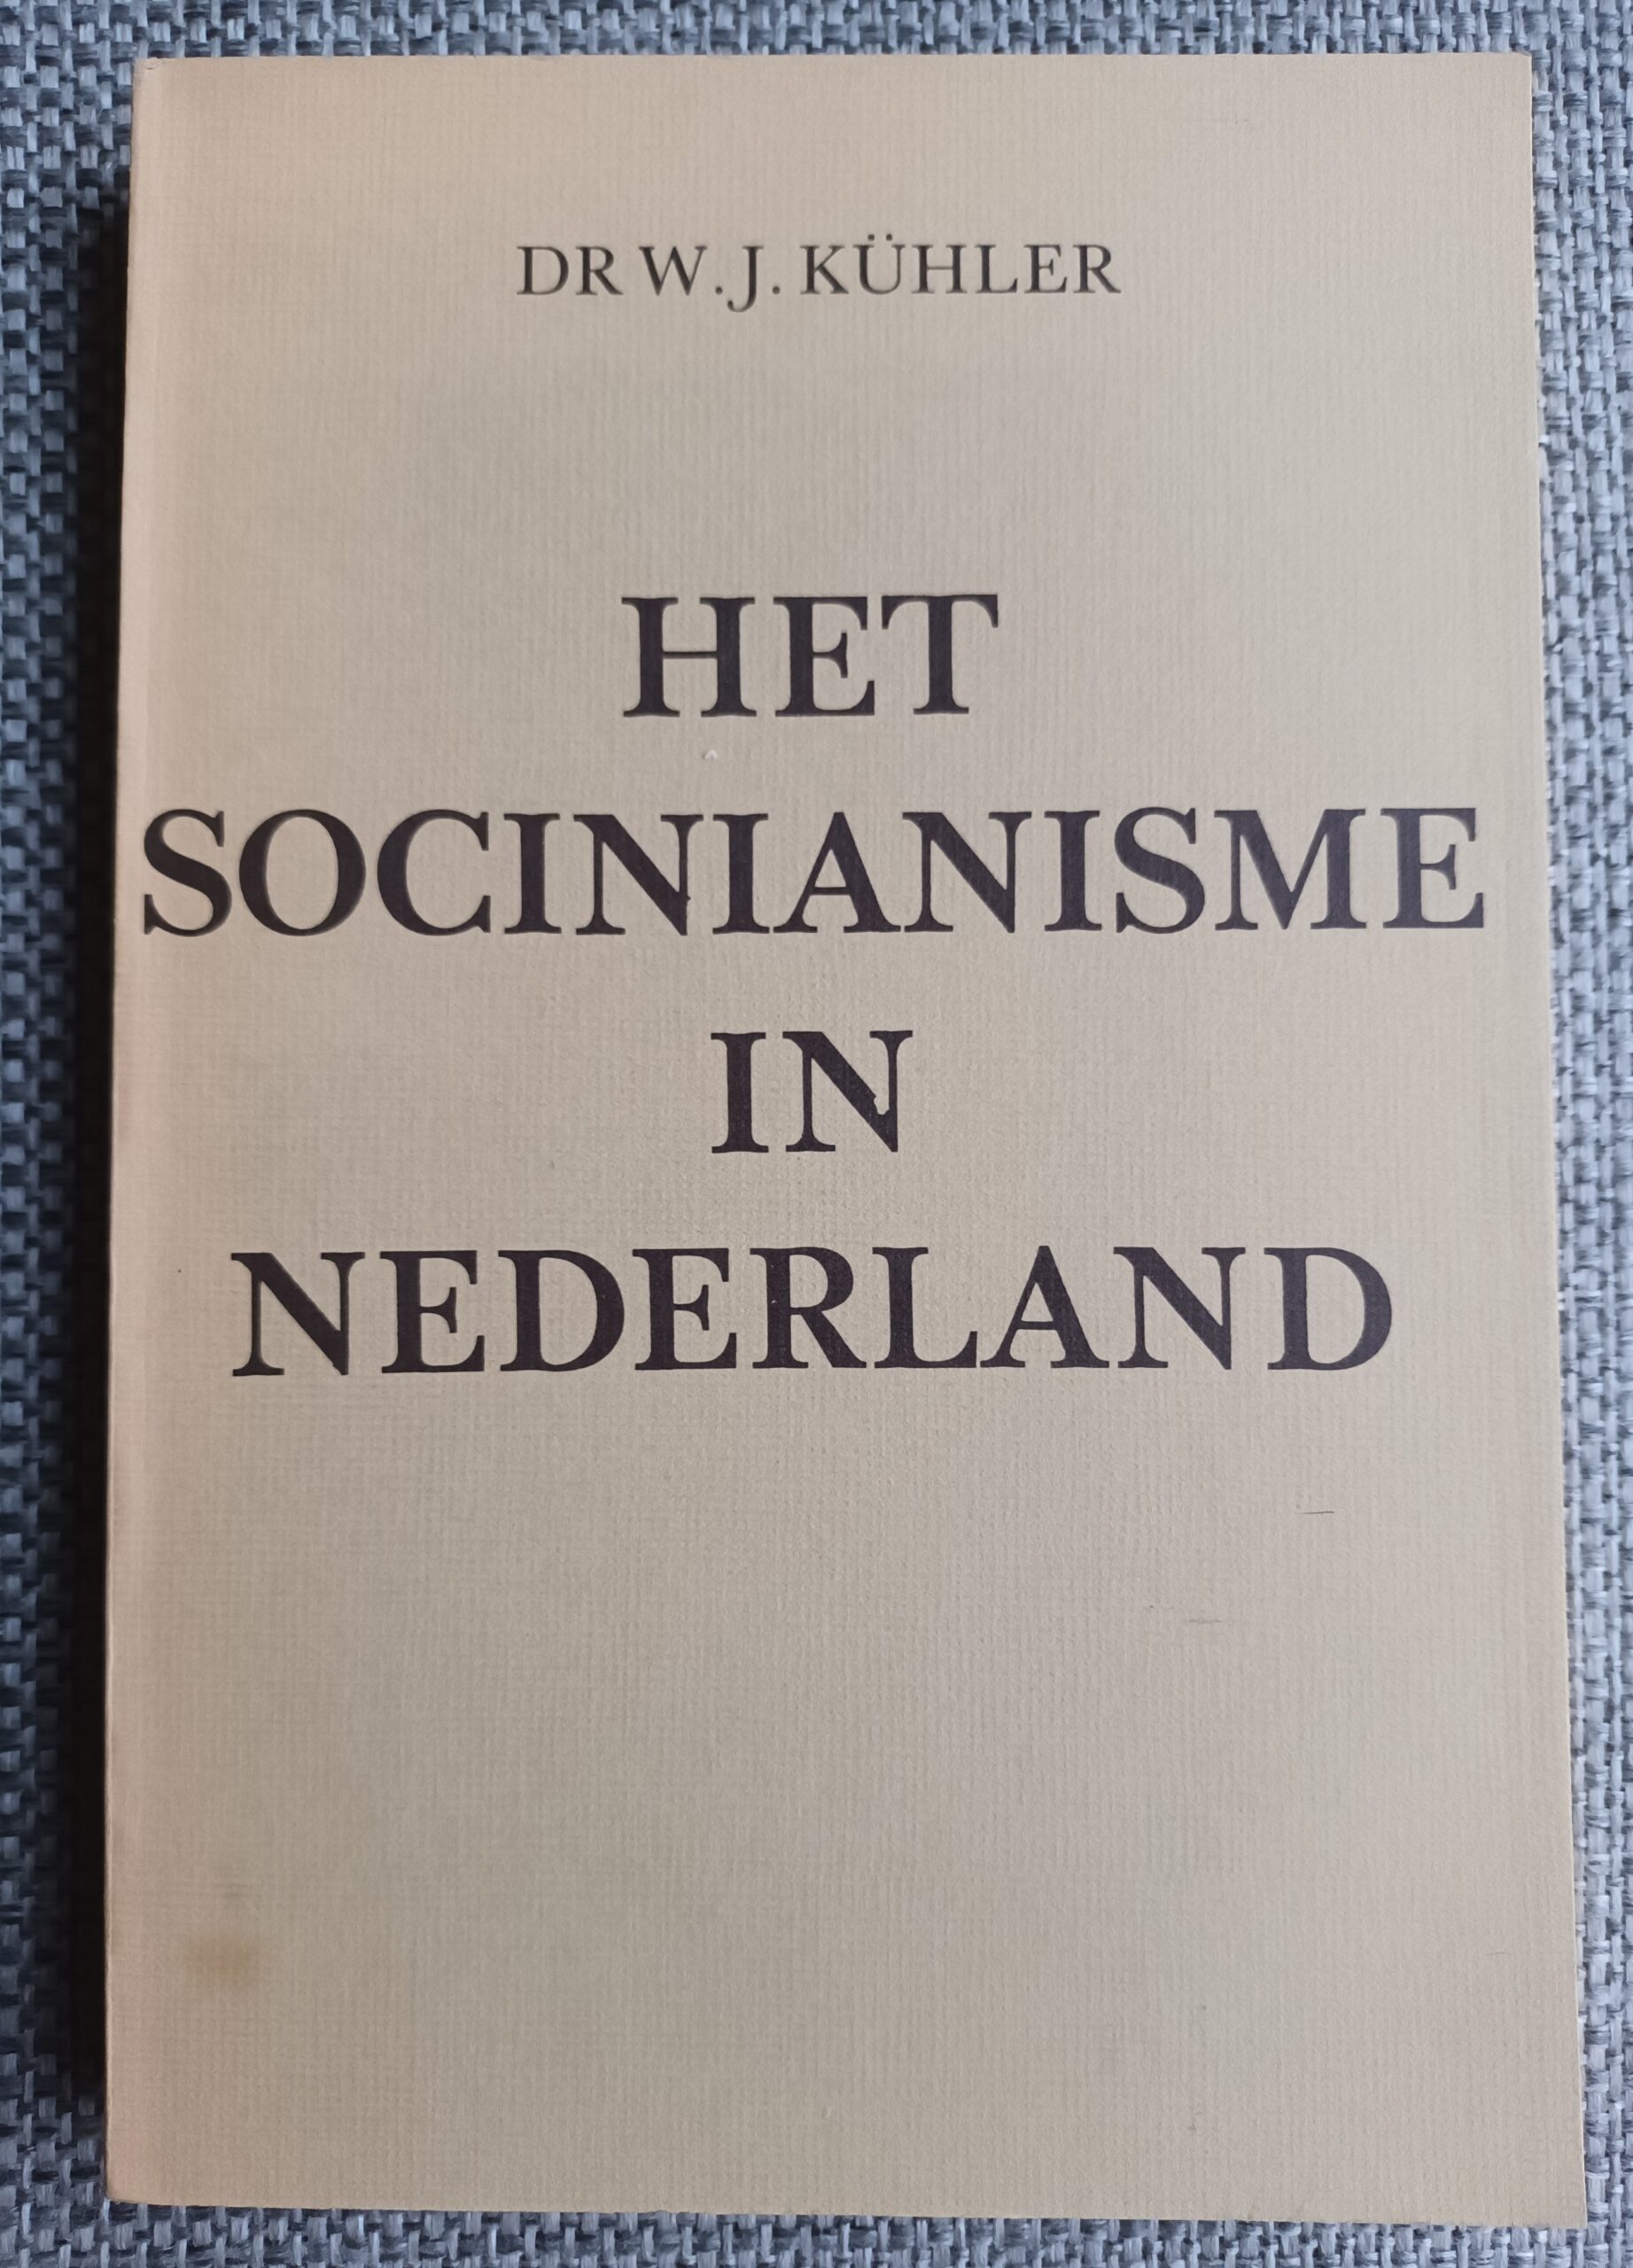 DR W. J. KÜHLER
HET
SOCINIANISME
IN
NEDERLAND